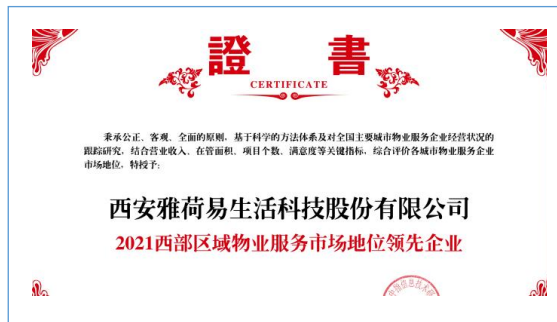 證 書
CERTIFICATE
秉承公正、客观、全面的原则，基于科学的方法体系及对全国主要城市物业服务企业经营状况的
跟踪研究，结合营业收入、在管面积、项目个数、满意度等关键指标，综合评价各城市物业服务企业
市场地位，特授予：
西安雅荷易生活科技股份有限公司
2021西部区域物业服务市场地位领先企业